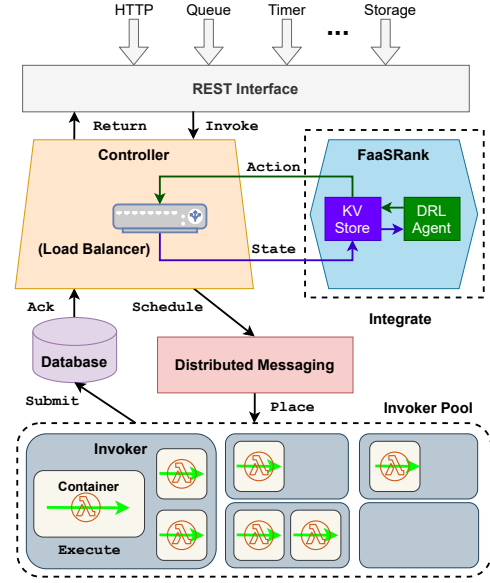 HTTP
Queue
Timer
...
Storage
REST Interface
Return
Invoke
Controller
FaaSRank
Action
KV
Store
DRL
Agent
(Load Balancer)
State
Ack
Schedule
Integrate
Database
Distributed Messaging
Submit
Place
Invoker Pool
Invoker
Container
λ
Execute
λ
λ
λ
λ
λ
λ